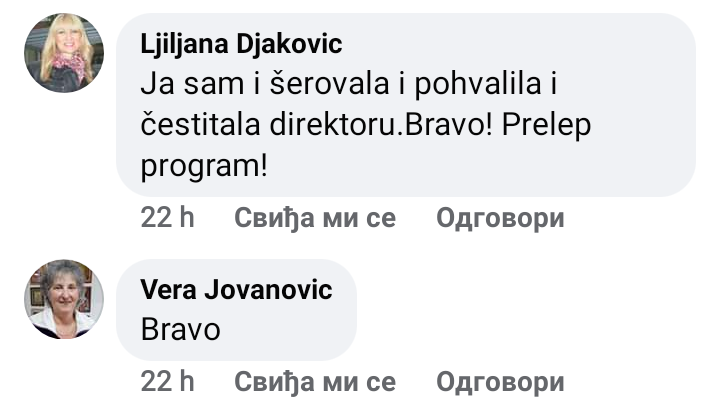 Ljiljana Djakovic
Ja sam i šerovala i pohvalila i
čestitala direktoru.Bravo! Prelep
program!
22 h Свиђа ми се Одговори
Vera Jovanovic
Bravo
22 h Свиђа ми се Одговори